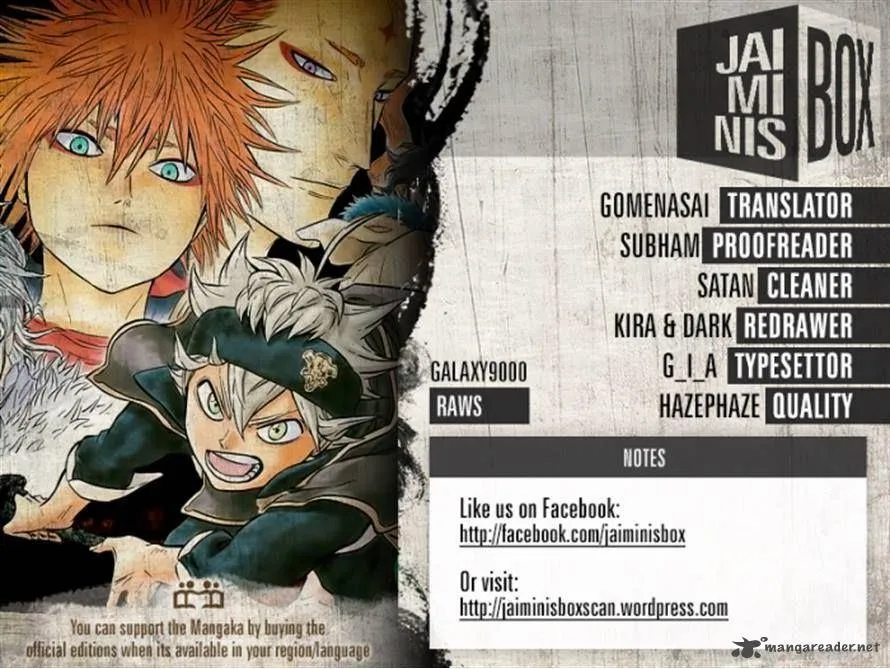 JAI
MI
NIS
BOX
GOMENASAI TRANSLATOR
SUBHAM PROOFREADER
SATAN CLEANER
KIRA & DARK REDRAWER
G_I_A TYPESETTOR
HAZEPHAZE QUALITY
GALAXY9000
RAWS
NOTES
Like us on Facebook:
http://facebook.com/jaiminisbox
Or visit:
http://jaiminisboxscan.wordpress.com
You can support the Mangaka by buying the
official editions when its available in your region/language
mangareader.net